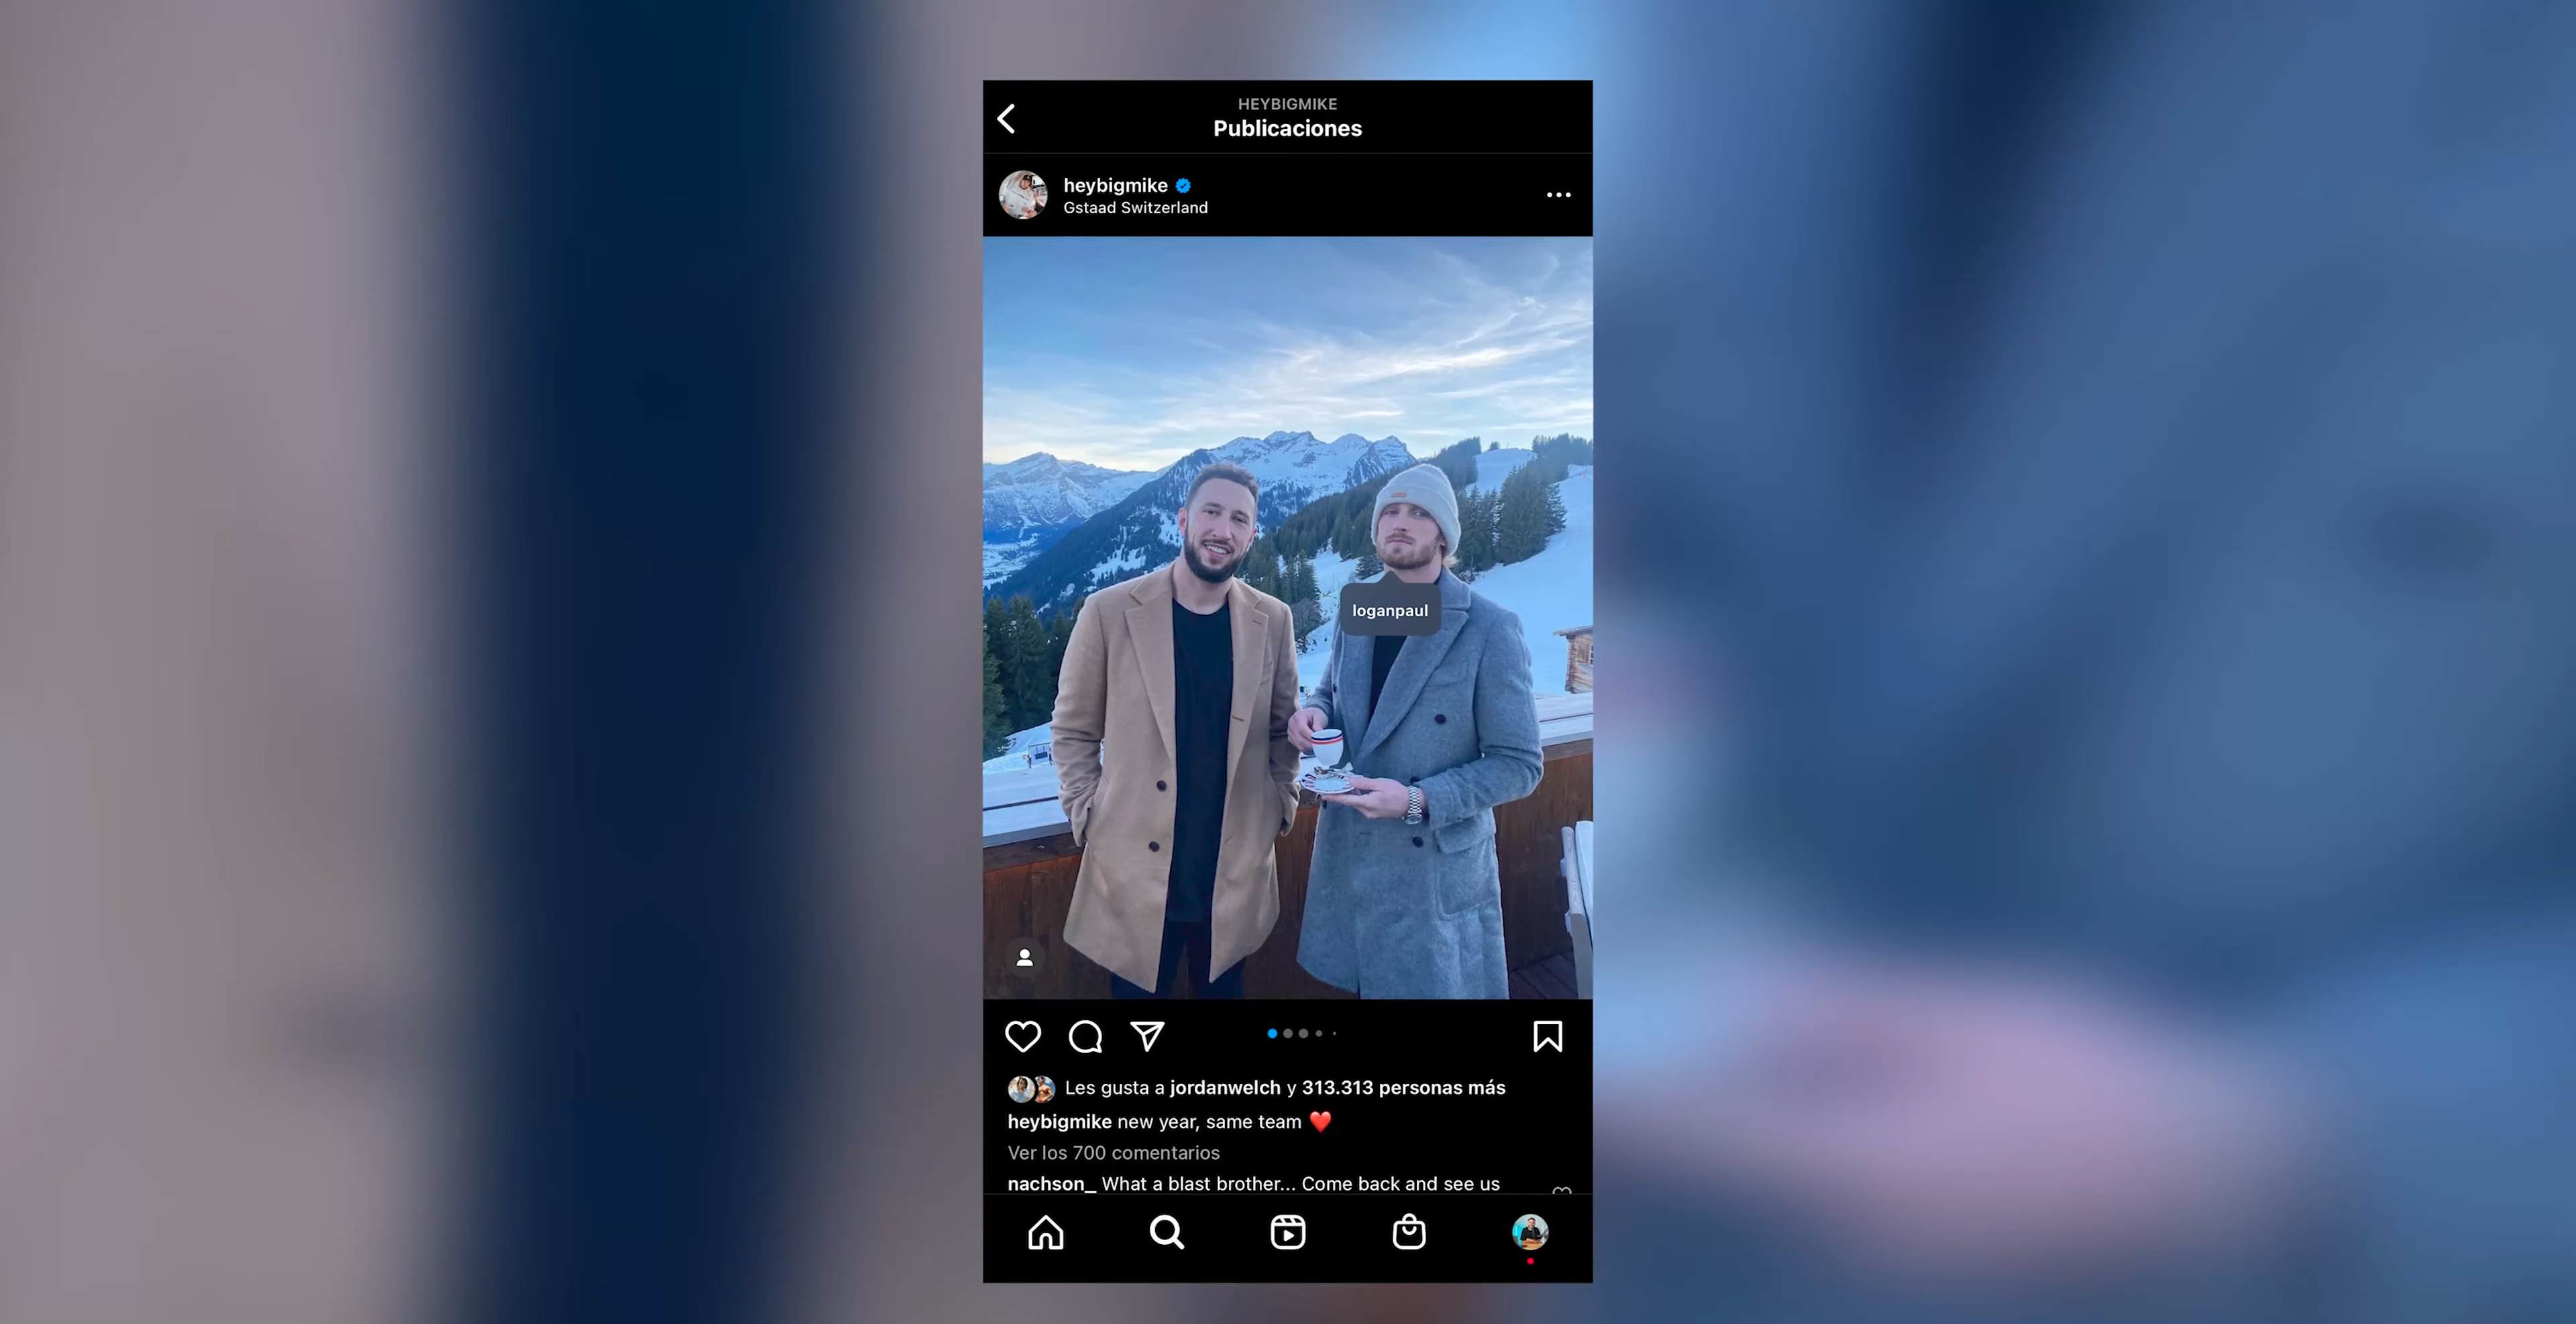 HEYBIGMIKE
Publicaciones
heybigmike
Gstaad Switzerland
loganpaul
Les gusta a jordanwelch y 313.313 personas más
heybigmike new year, same team ❤️
Ver los 700 comentarios
nachson_ What a blast brother... Come back and see us